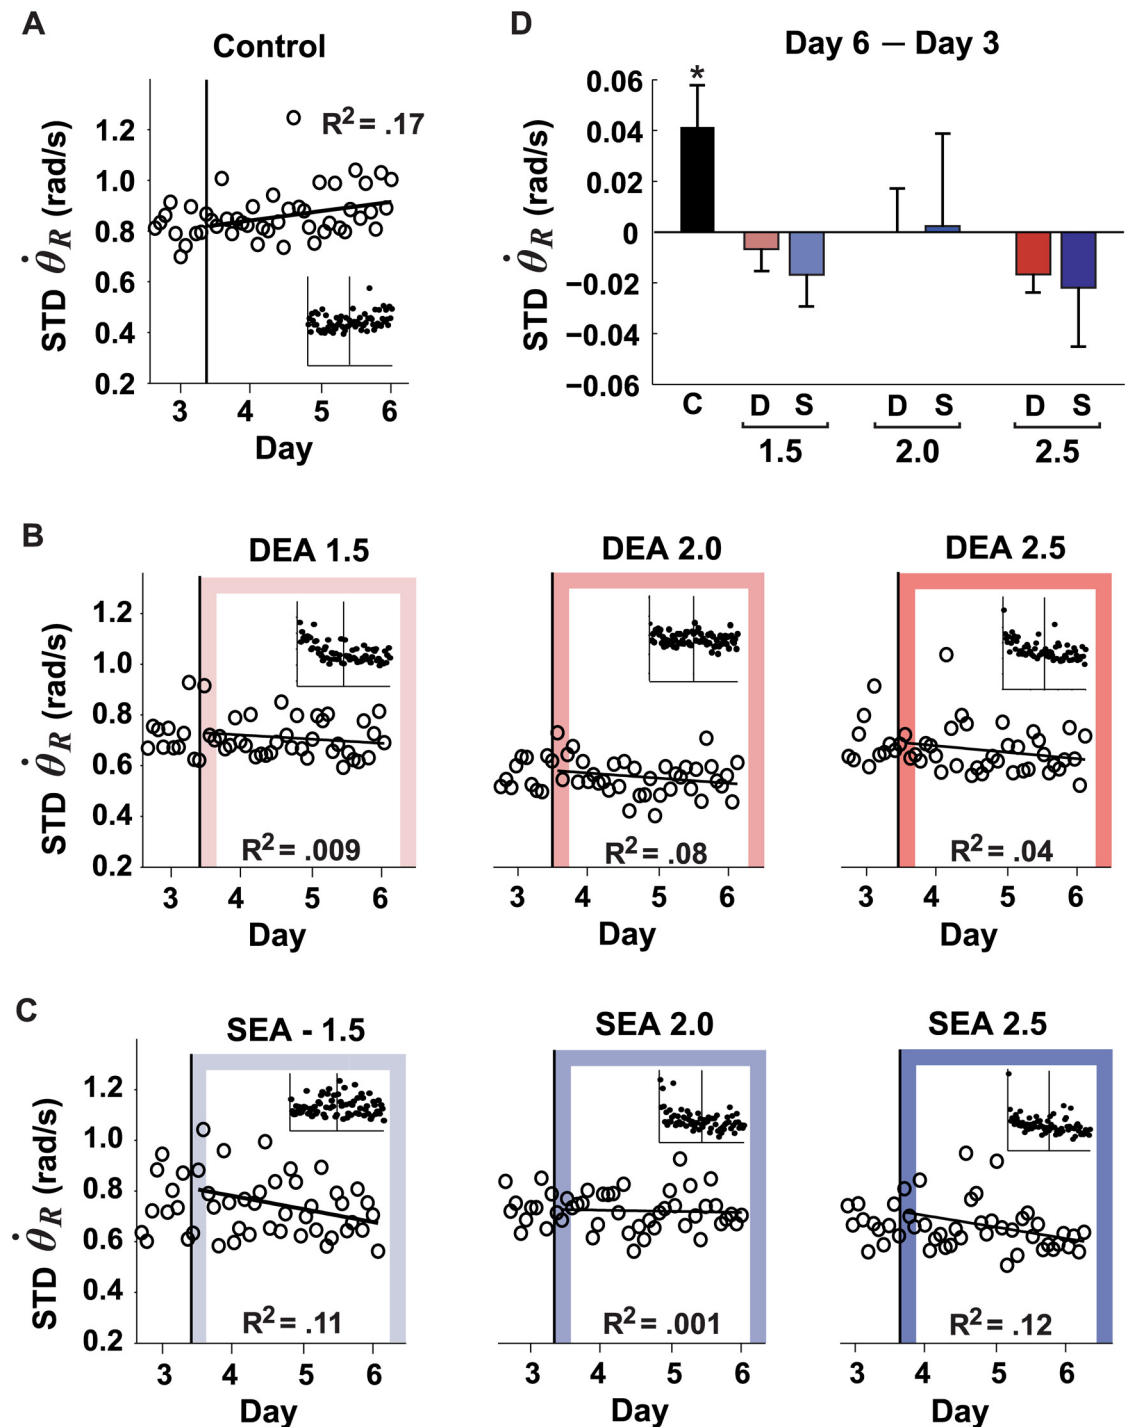 A
Control
R² = .17
STD θ̇_R (rad/s)
1.2
1.0
0.8
0.6
0.4
0.2
3 4 5 6
Day
D
Day 6 — Day 3
*
STD θ̇_R (rad/s)
0.06
0.04
0.02
0
−0.02
−0.04
−0.06
C D S D S D S
1.5 2.0 2.5
B
DEA 1.5
STD θ̇_R (rad/s)
1.2
1.0
0.8
0.6
0.4
0.2
R² = .009
3 4 5 6
Day
DEA 2.0
R² = .08
3 4 5 6
Day
DEA 2.5
R² = .04
3 4 5 6
Day
C
SEA - 1.5
STD θ̇_R (rad/s)
1.2
1.0
0.8
0.6
0.4
0.2
R² = .11
3 4 5 6
Day
SEA 2.0
R² = .001
3 4 5 6
Day
SEA 2.5
R² = .12
3 4 5 6
Day